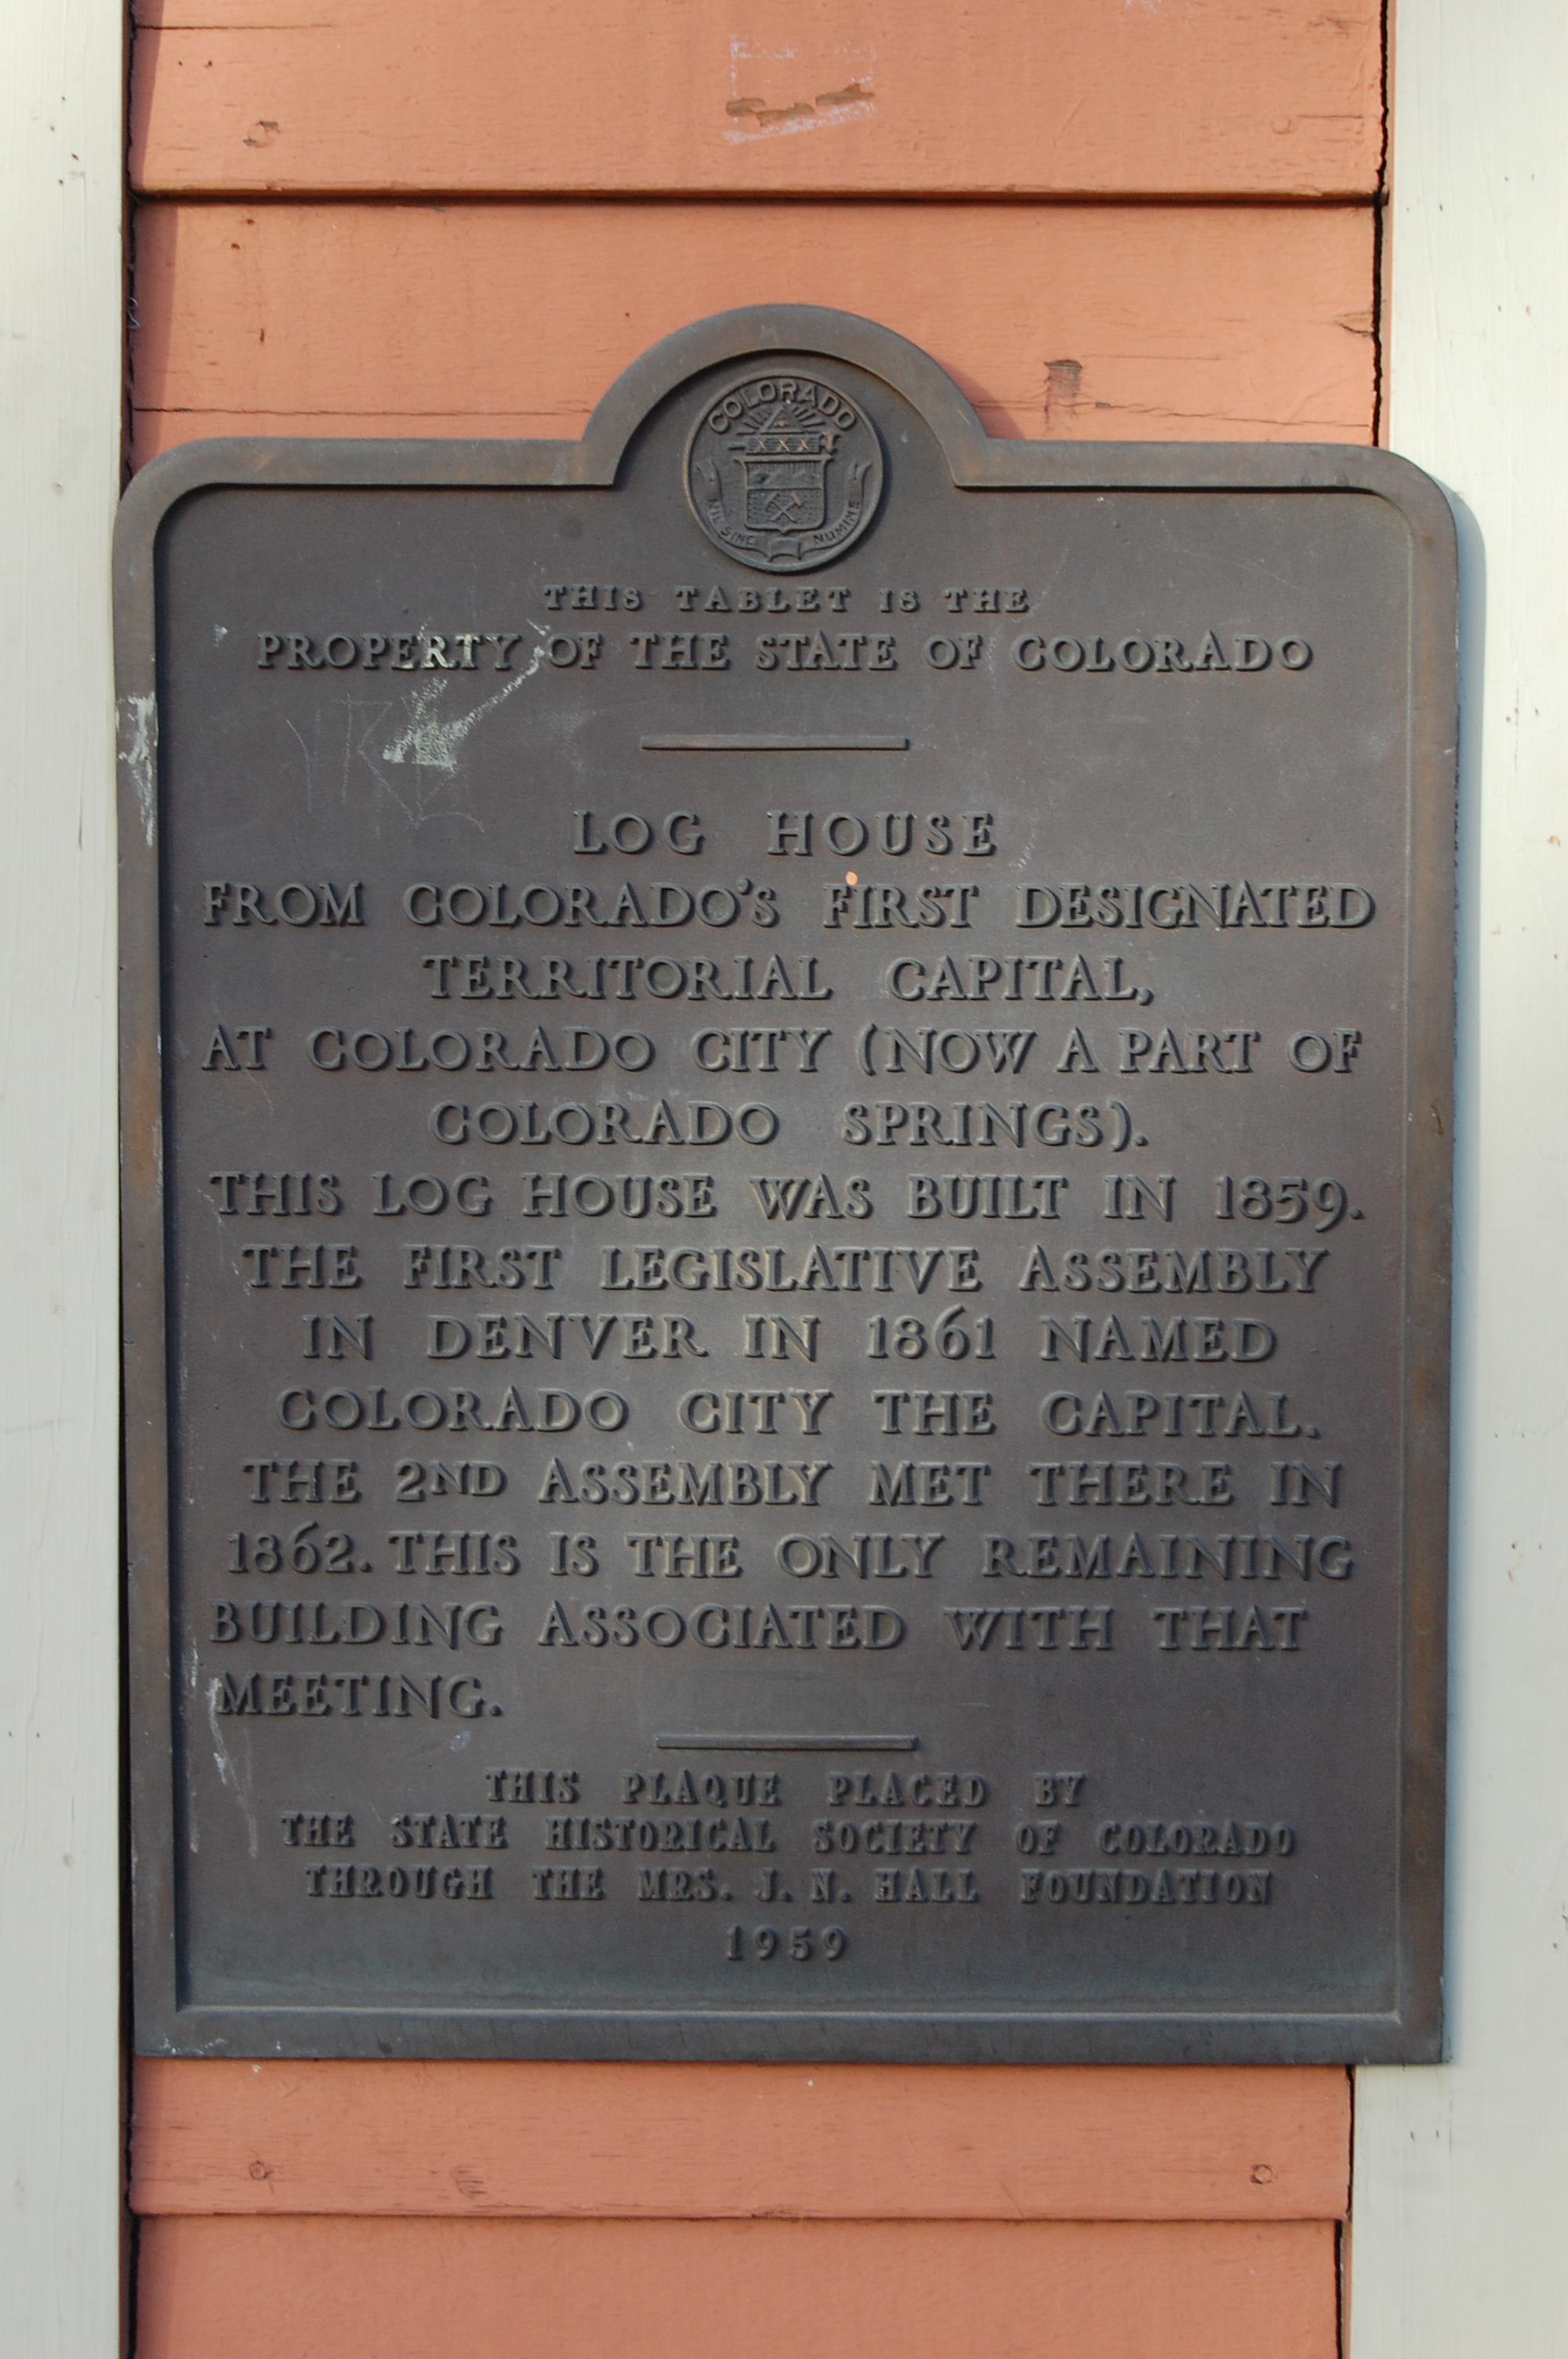 COLORADO
NIL SINE NUMINE
THIS TABLET IS THE
PROPERTY OF THE STATE OF COLORADO
LOG HOUSE
FROM COLORADO'S FIRST DESIGNATED
TERRITORIAL CAPITAL,
AT COLORADO CITY (NOW A PART OF
COLORADO SPRINGS).
THIS LOG HOUSE WAS BUILT IN 1859.
THE FIRST LEGISLATIVE ASSEMBLY
IN DENVER IN 1861 NAMED
COLORADO CITY THE CAPITAL.
THE 2ND ASSEMBLY MET THERE IN
1862. THIS IS THE ONLY REMAINING
BUILDING ASSOCIATED WITH THAT
MEETING.
THIS PLAQUE PLACED BY
THE STATE HISTORICAL SOCIETY OF COLORADO
THROUGH THE MRS. J. N. HALL FOUNDATION
1959